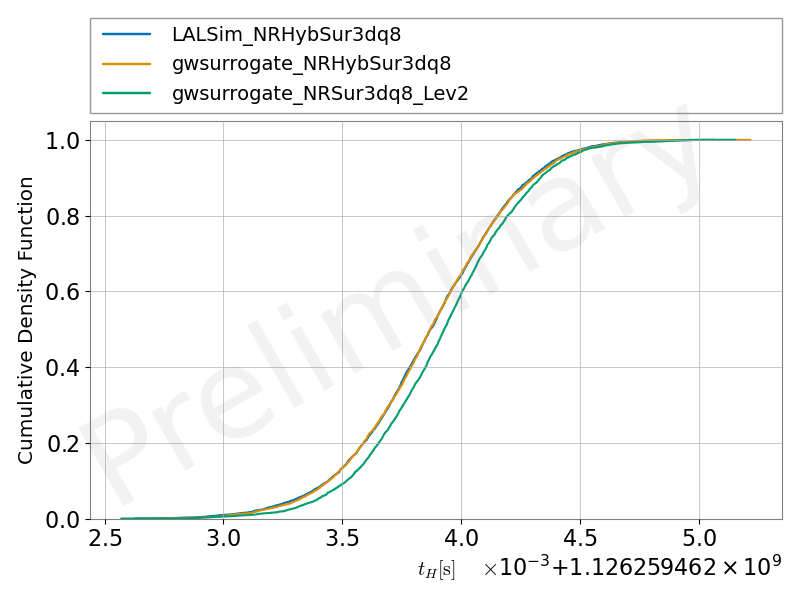 LALSim_NRHybSur3dq8
gwsurrogate_NRHybSur3dq8
gwsurrogate_NRSur3dq8_Lev2
Preliminary
Cumulative Density Function
1.0
0.8
0.6
0.4
0.2
0.0
2.5 3.0 3.5 4.0 4.5 5.0
t_H[s] ×10⁻³+1.126259462 × 10⁹